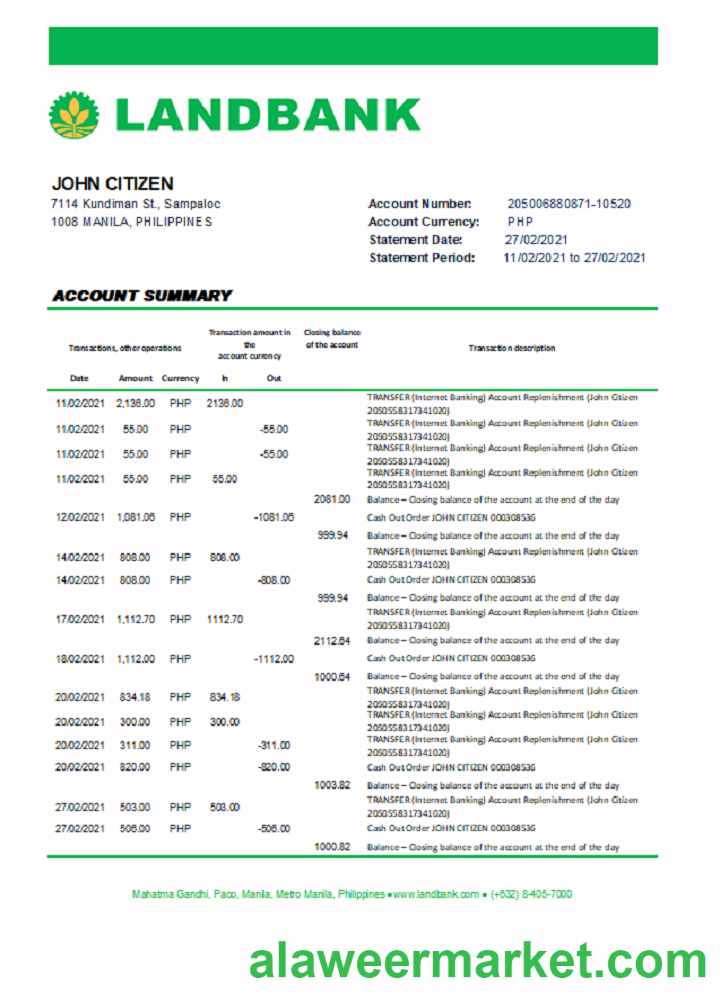 LANDBANK
JOHN CITIZEN
7114 Kundiman St., Sampaloc
1008 MANILA, PHILIPPINES
Account Number: 205006880871-10520
Account Currency: PHP
Statement Date: 27/02/2021
Statement Period: 11/02/2021 to 27/02/2021
ACCOUNT SUMMARY
Transactions, other operations
Transaction amount in
the
account currency
Closing balance
of the account
Transaction description
Date Amount Currency In Out
11/02/2021 2,136.00 PHP 2136.00 TRANSFER (Internet Banking) Account Replenishment (John Citizen
2050558317341020)
11/02/2021 55.00 PHP -55.00 TRANSFER (Internet Banking) Account Replenishment (John Citizen
2050558317341020)
11/02/2021 55.00 PHP -55.00 TRANSFER (Internet Banking) Account Replenishment (John Citizen
2050558317341020)
11/02/2021 55.00 PHP 55.00 TRANSFER (Internet Banking) Account Replenishment (John Citizen
2050558317341020)
2081.00 Balance – Closing balance of the account at the end of the day
12/02/2021 1,081.06 PHP -1081.06 Cash Out Order JOHN CITIZEN 000308536
999.94 Balance – Closing balance of the account at the end of the day
14/02/2021 808.00 PHP 808.00 TRANSFER (Internet Banking) Account Replenishment (John Citizen
2050558317341020)
14/02/2021 808.00 PHP -808.00 Cash Out Order JOHN CITIZEN 000308536
999.94 Balance – Closing balance of the account at the end of the day
17/02/2021 1,112.70 PHP 1112.70 TRANSFER (Internet Banking) Account Replenishment (John Citizen
2050558317341020)
2112.64 Balance – Closing balance of the account at the end of the day
18/02/2021 1,112.00 PHP -1112.00 Cash Out Order JOHN CITIZEN 000308536
1000.64 Balance – Closing balance of the account at the end of the day
20/02/2021 834.18 PHP 834.18 TRANSFER (Internet Banking) Account Replenishment (John Citizen
2050558317341020)
20/02/2021 300.00 PHP 300.00 TRANSFER (Internet Banking) Account Replenishment (John Citizen
2050558317341020)
20/02/2021 311.00 PHP -311.00 TRANSFER (Internet Banking) Account Replenishment (John Citizen
2050558317341020)
20/02/2021 820.00 PHP -820.00 Cash Out Order JOHN CITIZEN 000308536
1003.82 Balance – Closing balance of the account at the end of the day
27/02/2021 503.00 PHP 503.00 TRANSFER (Internet Banking) Account Replenishment (John Citizen
2050558317341020)
27/02/2021 506.00 PHP -506.00 Cash Out Order JOHN CITIZEN 000308536
1000.82 Balance – Closing balance of the account at the end of the day
Mahatma Gandhi, Paco, Manila, Metro Manila, Philippines ●www.landbank.com ● (+632) 8-405-7000
alaweermarket.com